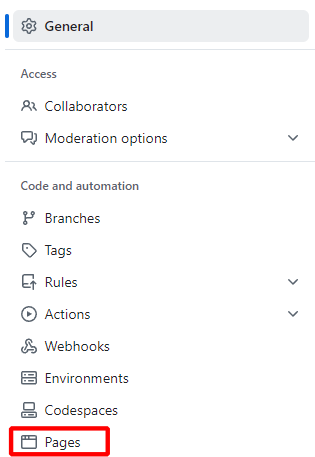 General
Access
Collaborators
Moderation options
Code and automation
Branches
Tags
Rules
Actions
Webhooks
Environments
Codespaces
Pages